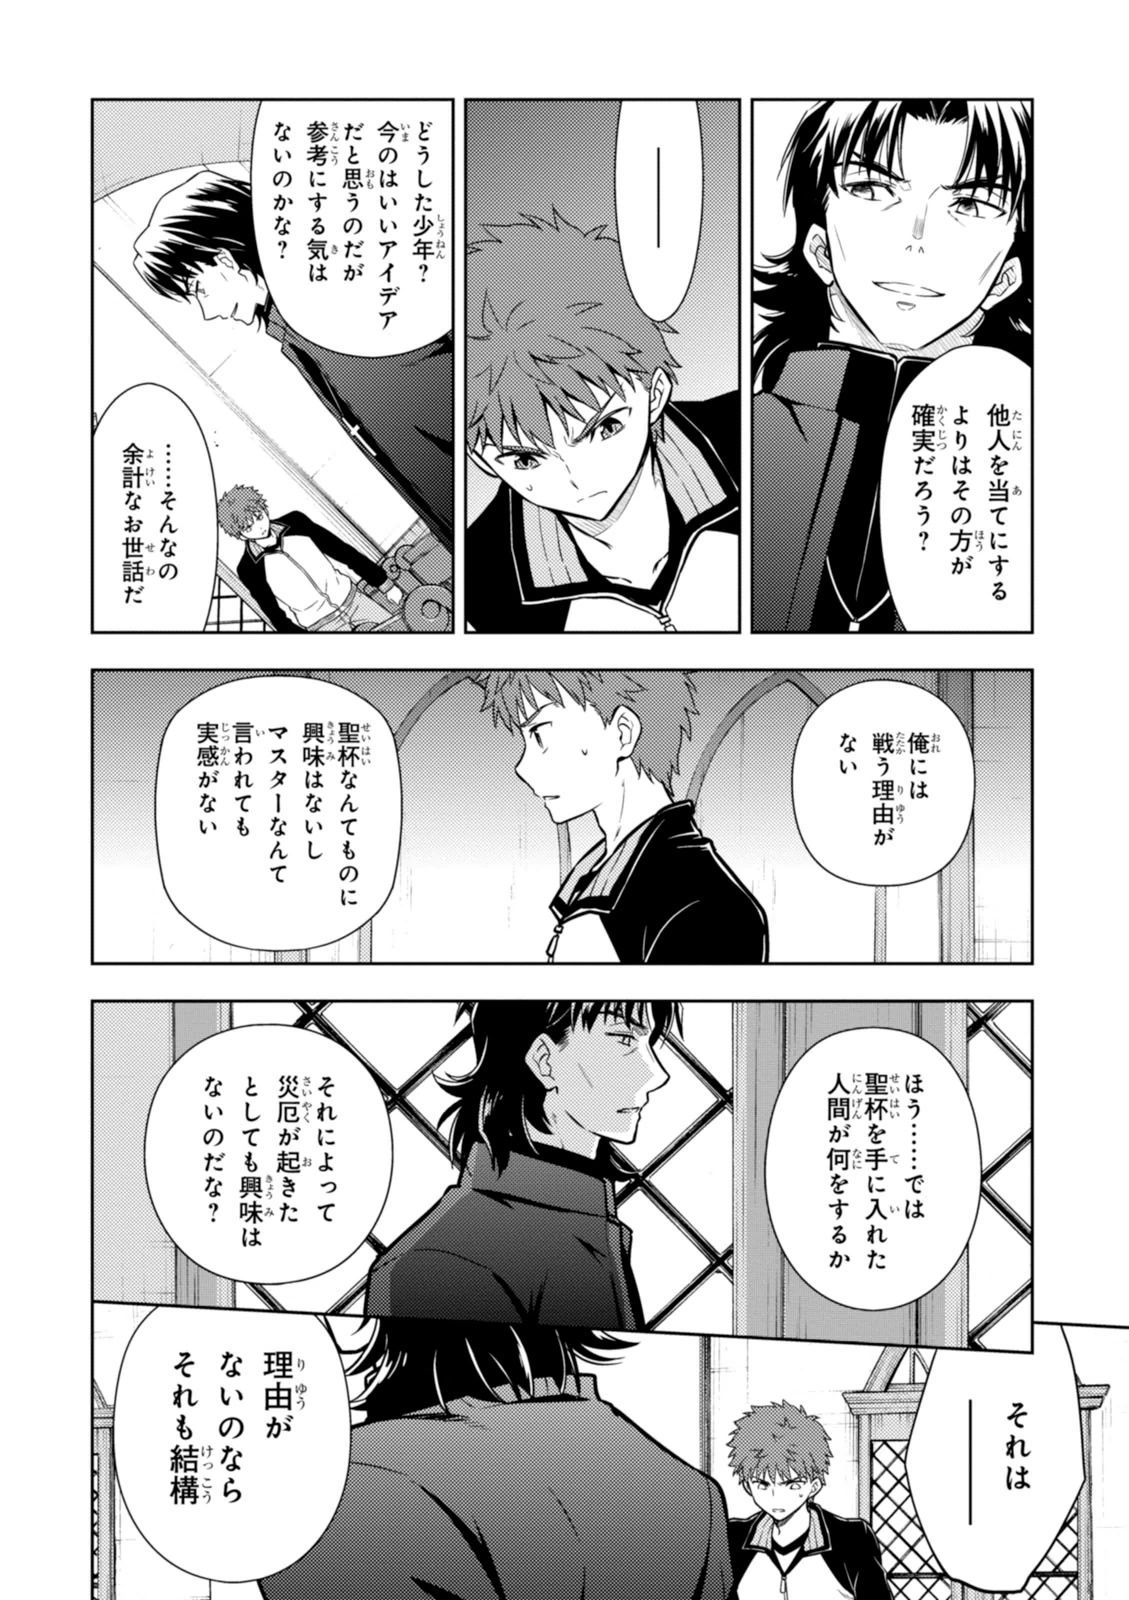 他人を当てにする
よりはその方が
確実だろう?
――
どうした少年?
今のはいいアイデア
だと思うのだが
参考にする気は
ないのかな?
……そんなの
余計なお世話だ
俺には
戦う理由が
ない
聖杯なんてものに
興味はないし
マスターなんて
言われても
実感がない
ほう……では
聖杯を手に入れた
人間が何をするか
それによって
災厄が起きた
としても興味は
ないのだな?
それは
――
理由が
ないのなら
それも結構